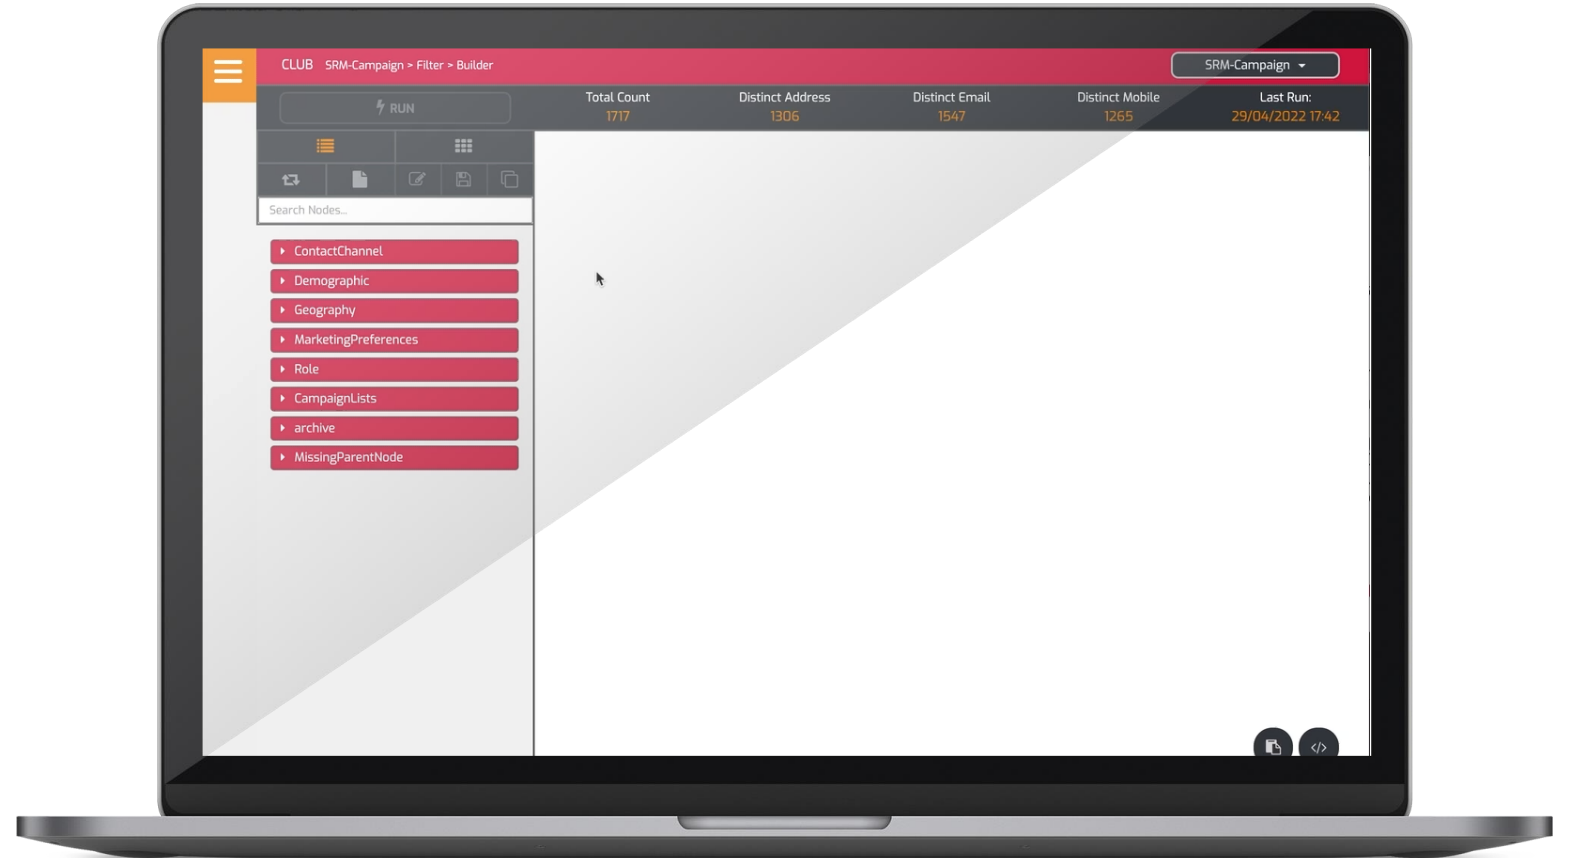 CLUB SRM-Campaign > Filter > Builder
SRM-Campaign
RUN
Total Count
1717
Distinct Address
1306
Distinct Email
1547
Distinct Mobile
1265
Last Run:
29/04/2022 17:42
Search Nodes...
ContactChannel
Demographic
Geography
MarketingPreferences
Role
CampaignLists
archive
MissingParentNode